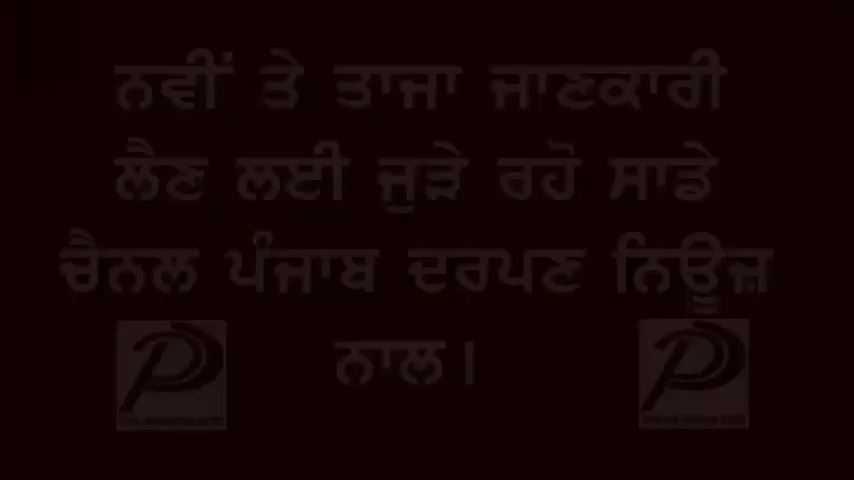 ਨਵੀਂ ਤੇ ਤਾਜਾ ਜਾਣਕਾਰੀ
ਲੈਣ ਲਈ ਜੁੜੇ ਰਹੋ ਸਾਡੇ
ਚੈਨਲ ਪੰਜਾਬ ਦਰਪਣ ਨਿਊਜ਼
ਨਾਲ।